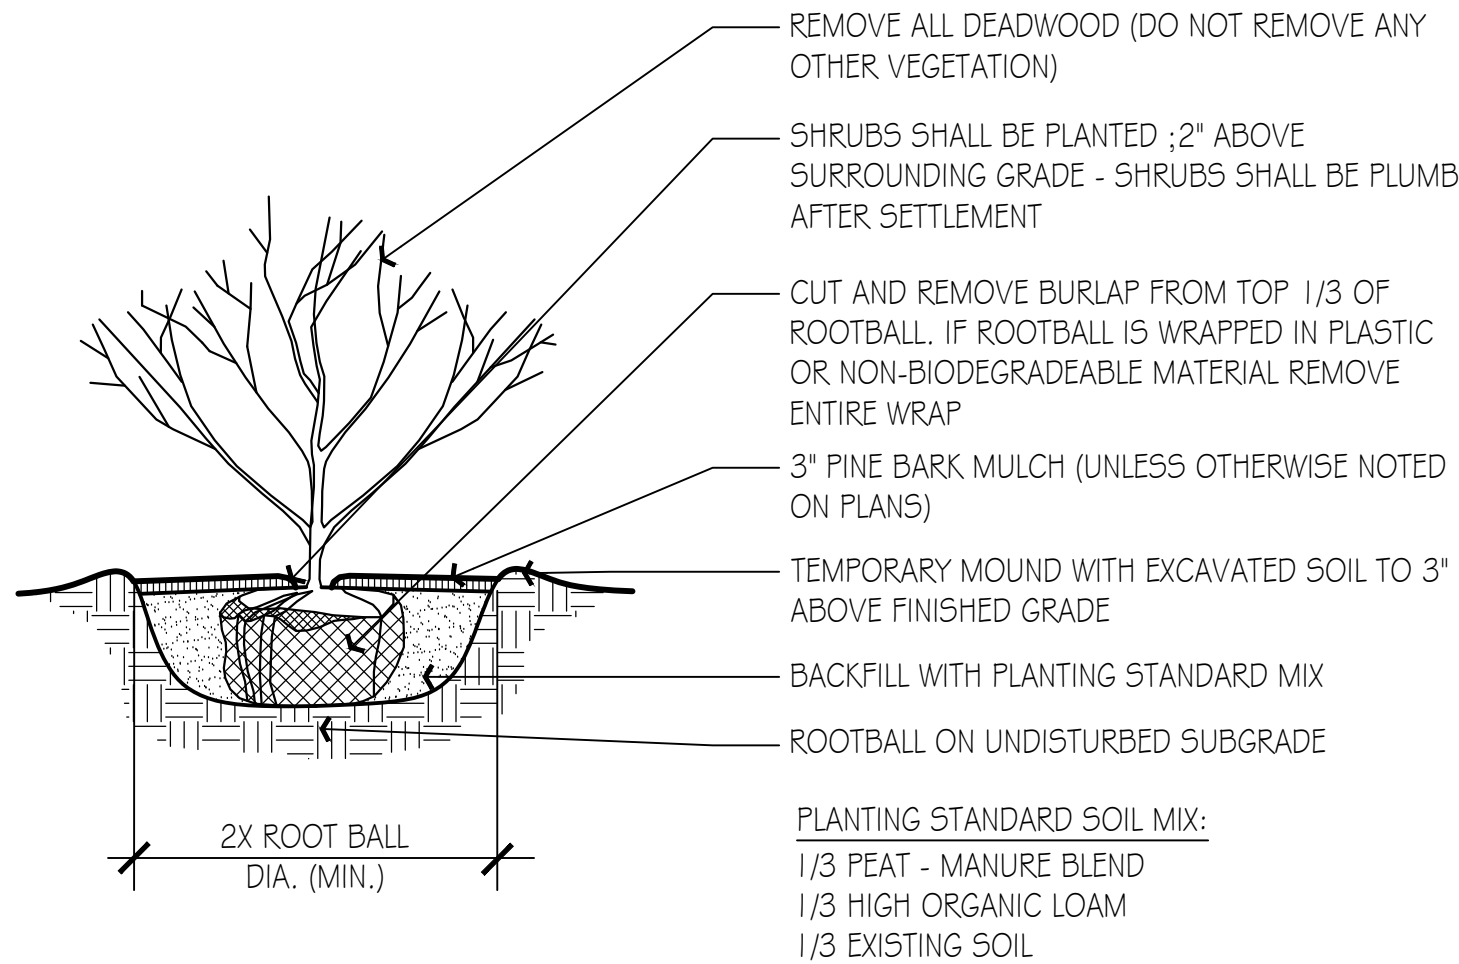 REMOVE ALL DEADWOOD (DO NOT REMOVE ANY
OTHER VEGETATION)
SHRUBS SHALL BE PLANTED ;2" ABOVE
SURROUNDING GRADE - SHRUBS SHALL BE PLUMB
AFTER SETTLEMENT
CUT AND REMOVE BURLAP FROM TOP 1/3 OF
ROOTBALL. IF ROOTBALL IS WRAPPED IN PLASTIC
OR NON-BIODEGRADEABLE MATERIAL REMOVE
ENTIRE WRAP
3" PINE BARK MULCH (UNLESS OTHERWISE NOTED
ON PLANS)
TEMPORARY MOUND WITH EXCAVATED SOIL TO 3"
ABOVE FINISHED GRADE
BACKFILL WITH PLANTING STANDARD MIX
ROOTBALL ON UNDISTURBED SUBGRADE
2X ROOT BALL
DIA. (MIN.)
PLANTING STANDARD SOIL MIX:
1/3 PEAT - MANURE BLEND
1/3 HIGH ORGANIC LOAM
1/3 EXISTING SOIL